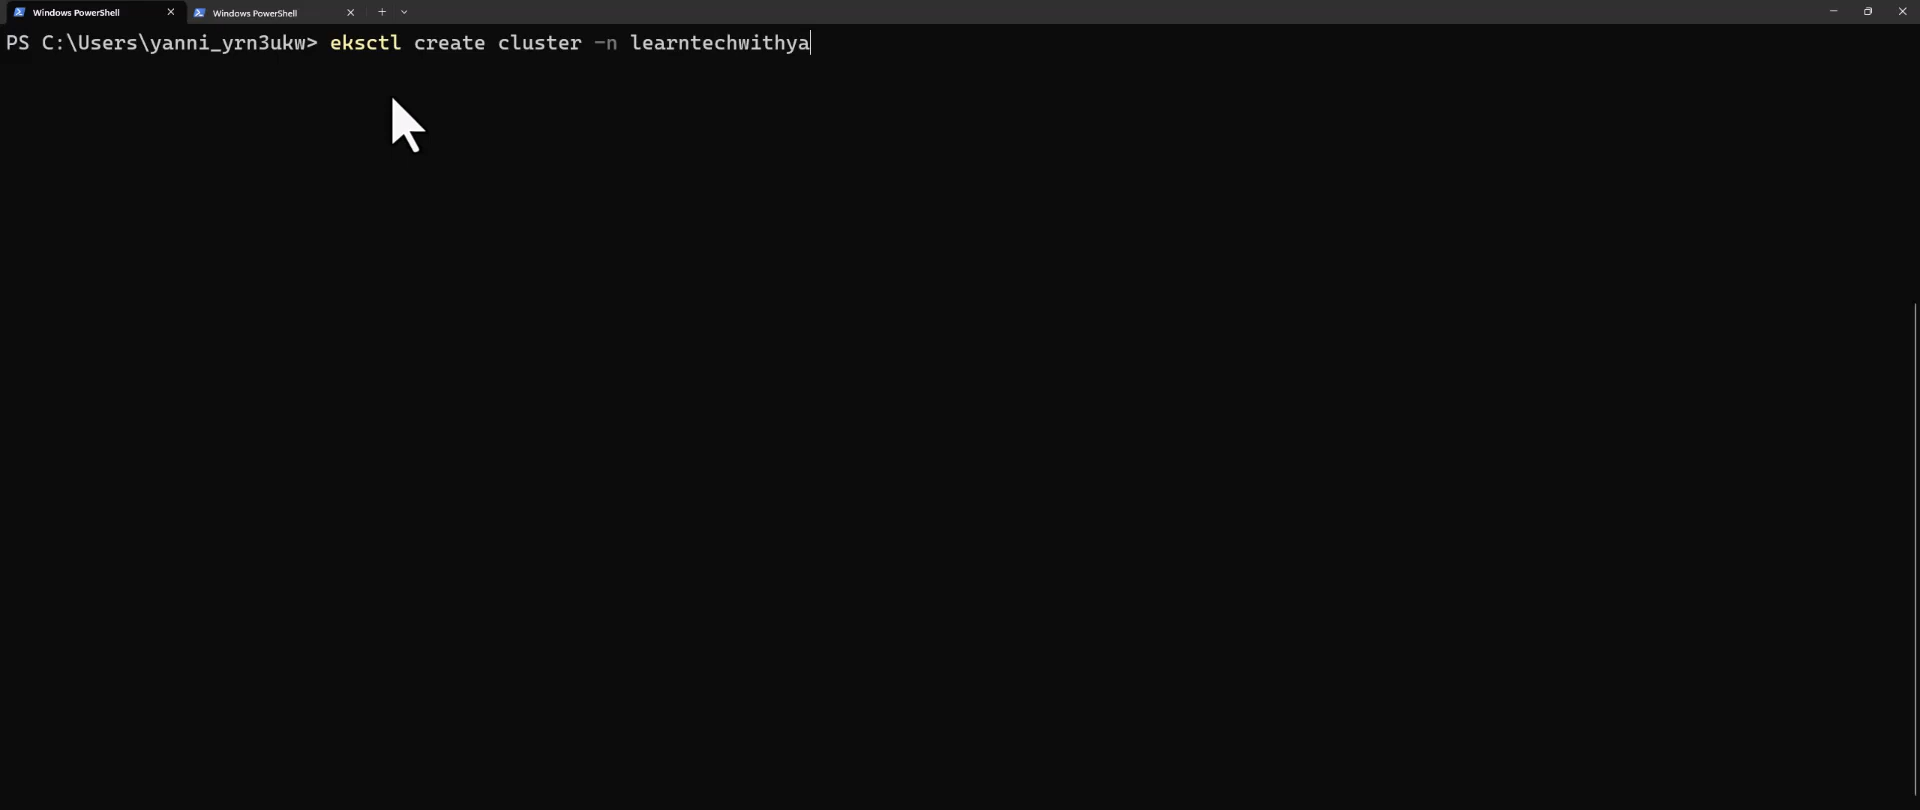 Windows PowerShell
Windows PowerShell
PS C:\Users\yanni_yrn3ukw> eksctl create cluster -n learntechwithya